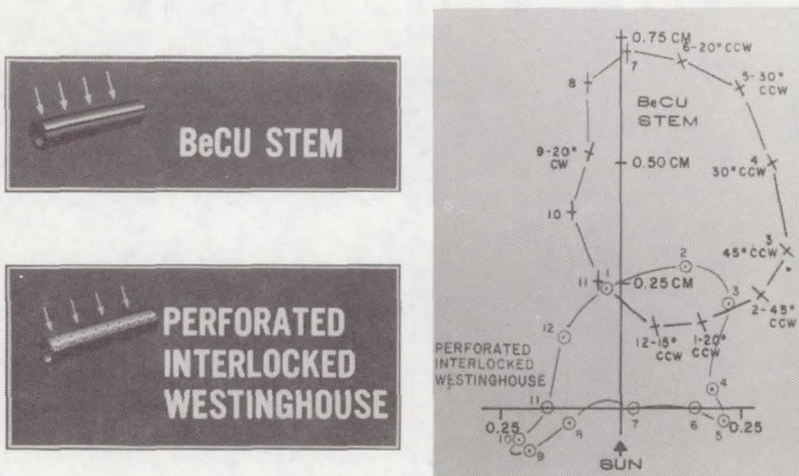 BeCU STEM
PERFORATED
INTERLOCKED
WESTINGHOUSE
0.75 CM
7
6-20° CCW
8
5-30°
CCW
BeCU
STEM
9-20°
CW
0.50 CM
4
30° CCW
10
3
45° CCW
2
1
11
0.25 CM
3
2-45°
CCW
12
12-15°
CCW
1-20°
CCW
PERFORATED
INTERLOCKED
WESTINGHOUSE
4
11
0.25
10
9
8
7
6
5
0.25
SUN